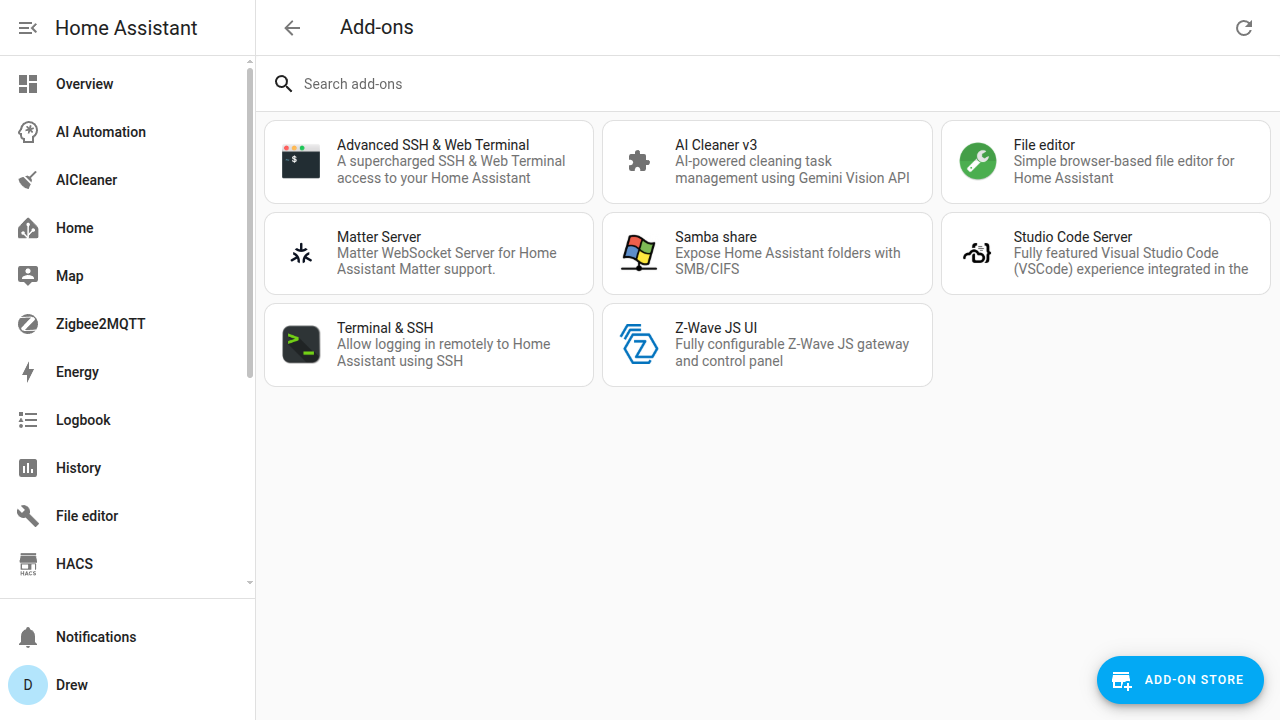 Home Assistant
Add-ons
Overview
AI Automation
AICleaner
Home
Map
Zigbee2MQTT
Energy
Logbook
History
File editor
HACS
HACS
Notifications
D
Drew
Search add-ons
$
Advanced SSH & Web Terminal
A supercharged SSH & Web Terminal
access to your Home Assistant
AI Cleaner v3
AI-powered cleaning task
management using Gemini Vision API
File editor
Simple browser-based file editor for
Home Assistant
Matter Server
Matter WebSocket Server for Home
Assistant Matter support.
Samba share
Expose Home Assistant folders with
SMB/CIFS
Studio Code Server
Fully featured Visual Studio Code
(VSCode) experience integrated in the
>_
Terminal & SSH
Allow logging in remotely to Home
Assistant using SSH
Z
Z-Wave JS UI
Fully configurable Z-Wave JS gateway
and control panel
ADD-ON STORE